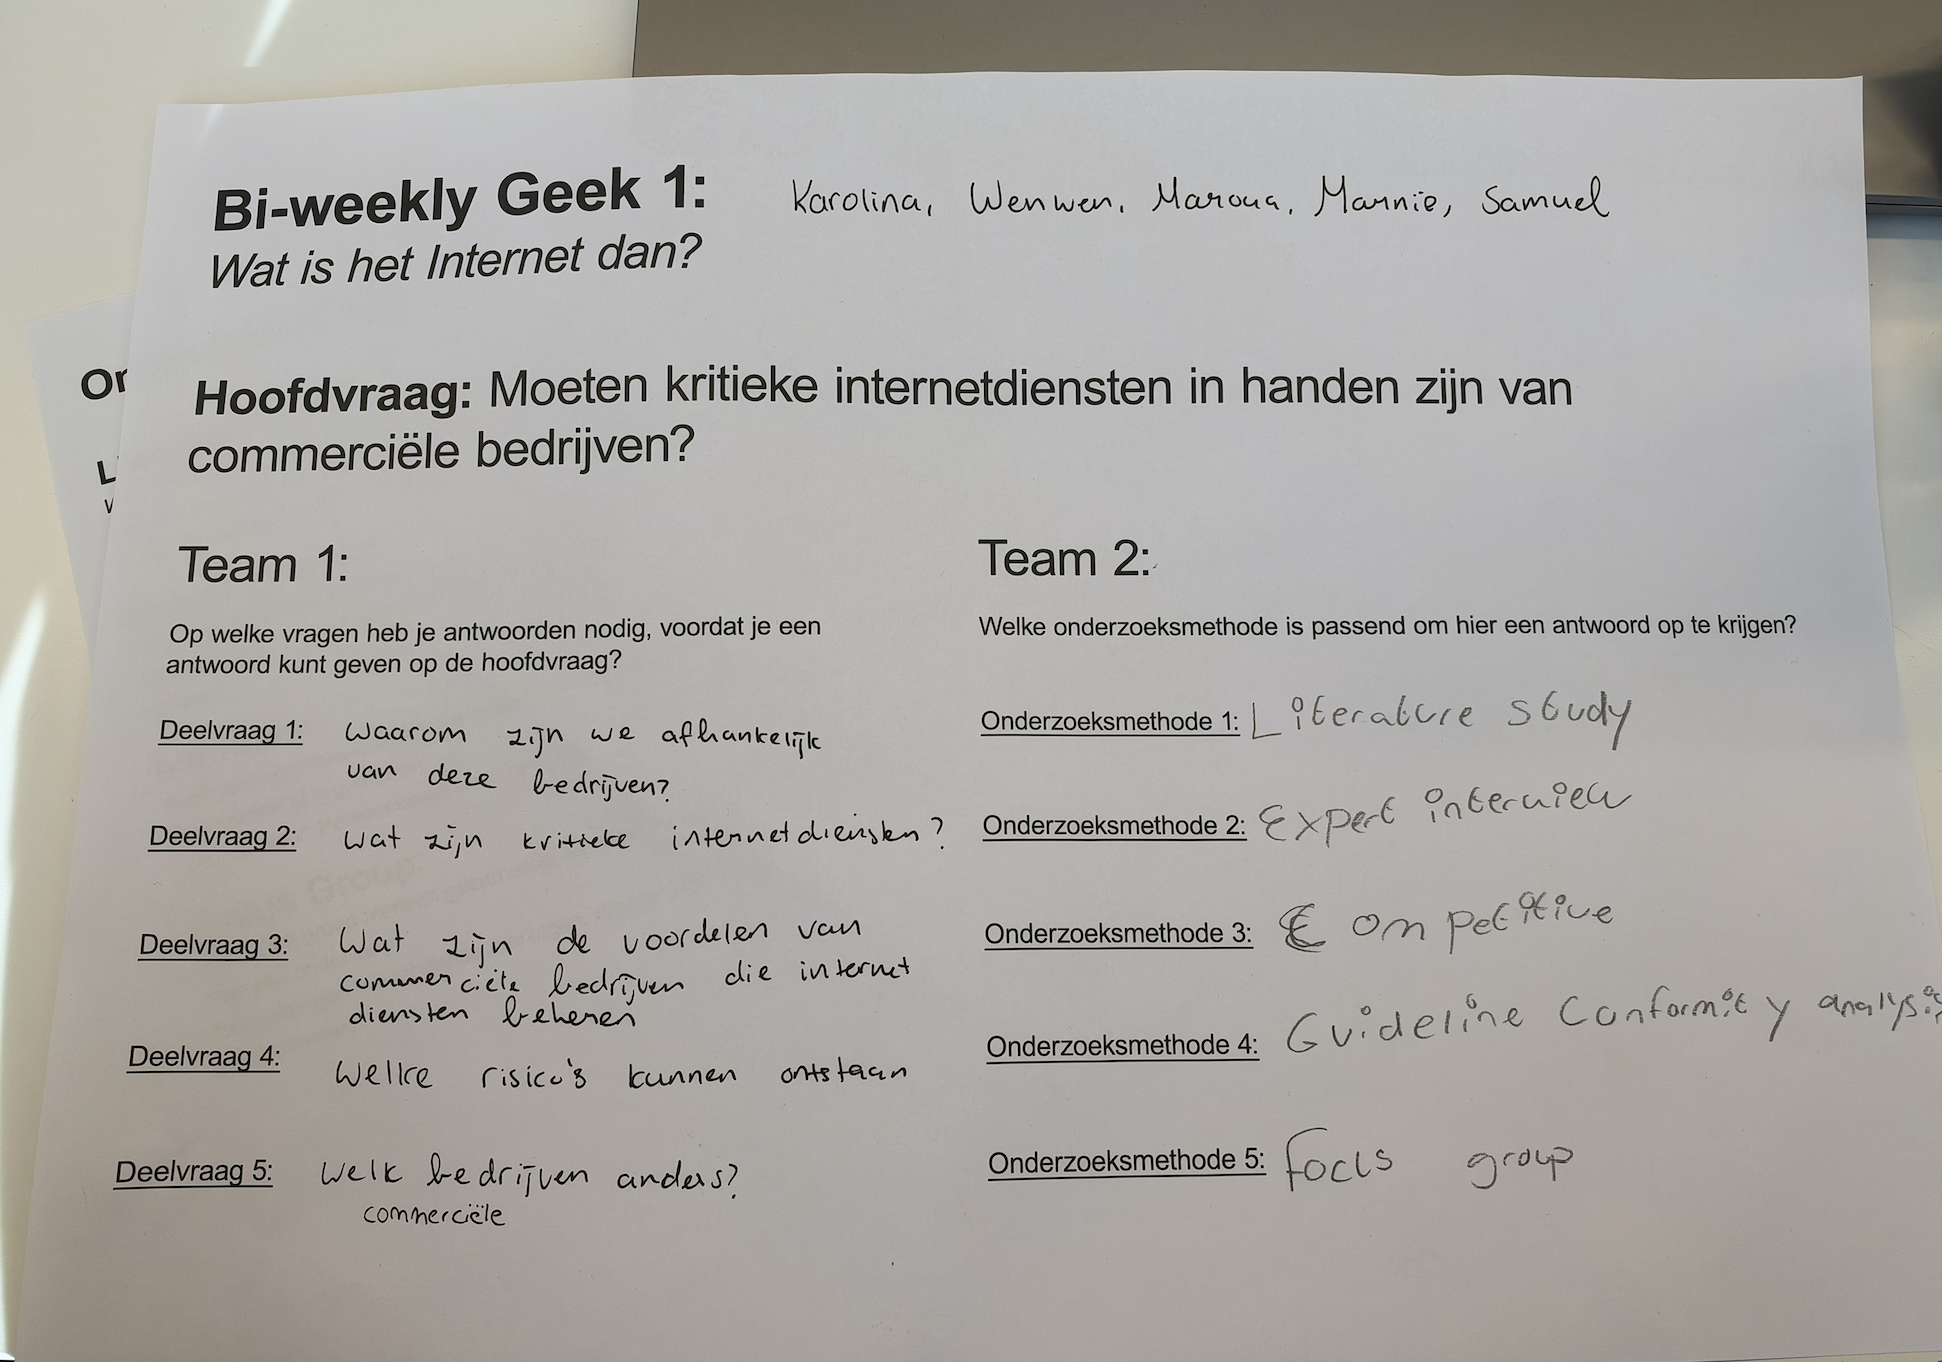 Bi-weekly Geek 1:
Karolina, Wenwen, Maroua, Marnie, Samuel
Wat is het Internet dan?
Hoofdvraag: Moeten kritieke internetdiensten in handen zijn van
commerciële bedrijven?
Or
L
Team 1:
Op welke vragen heb je antwoorden nodig, voordat je een
antwoord kunt geven op de hoofdvraag?
Deelvraag 1: Waarom zijn we afhankelijk
van deze bedrijven?
Deelvraag 2: Wat zijn kritieke internetdiensten?
Deelvraag 3: Wat zijn de voordelen van
commerciële bedrijven die internet
diensten beheren
Deelvraag 4: Welke risico's kunnen ontstaan
Deelvraag 5: Welk bedrijven anders?
commerciële
Team 2:
Welke onderzoeksmethode is passend om hier een antwoord op te krijgen?
Onderzoeksmethode 1: Literature study
Onderzoeksmethode 2: Expert interview
Onderzoeksmethode 3: Competitive
Onderzoeksmethode 4: Guideline Conformity analysis
Onderzoeksmethode 5: Focus group